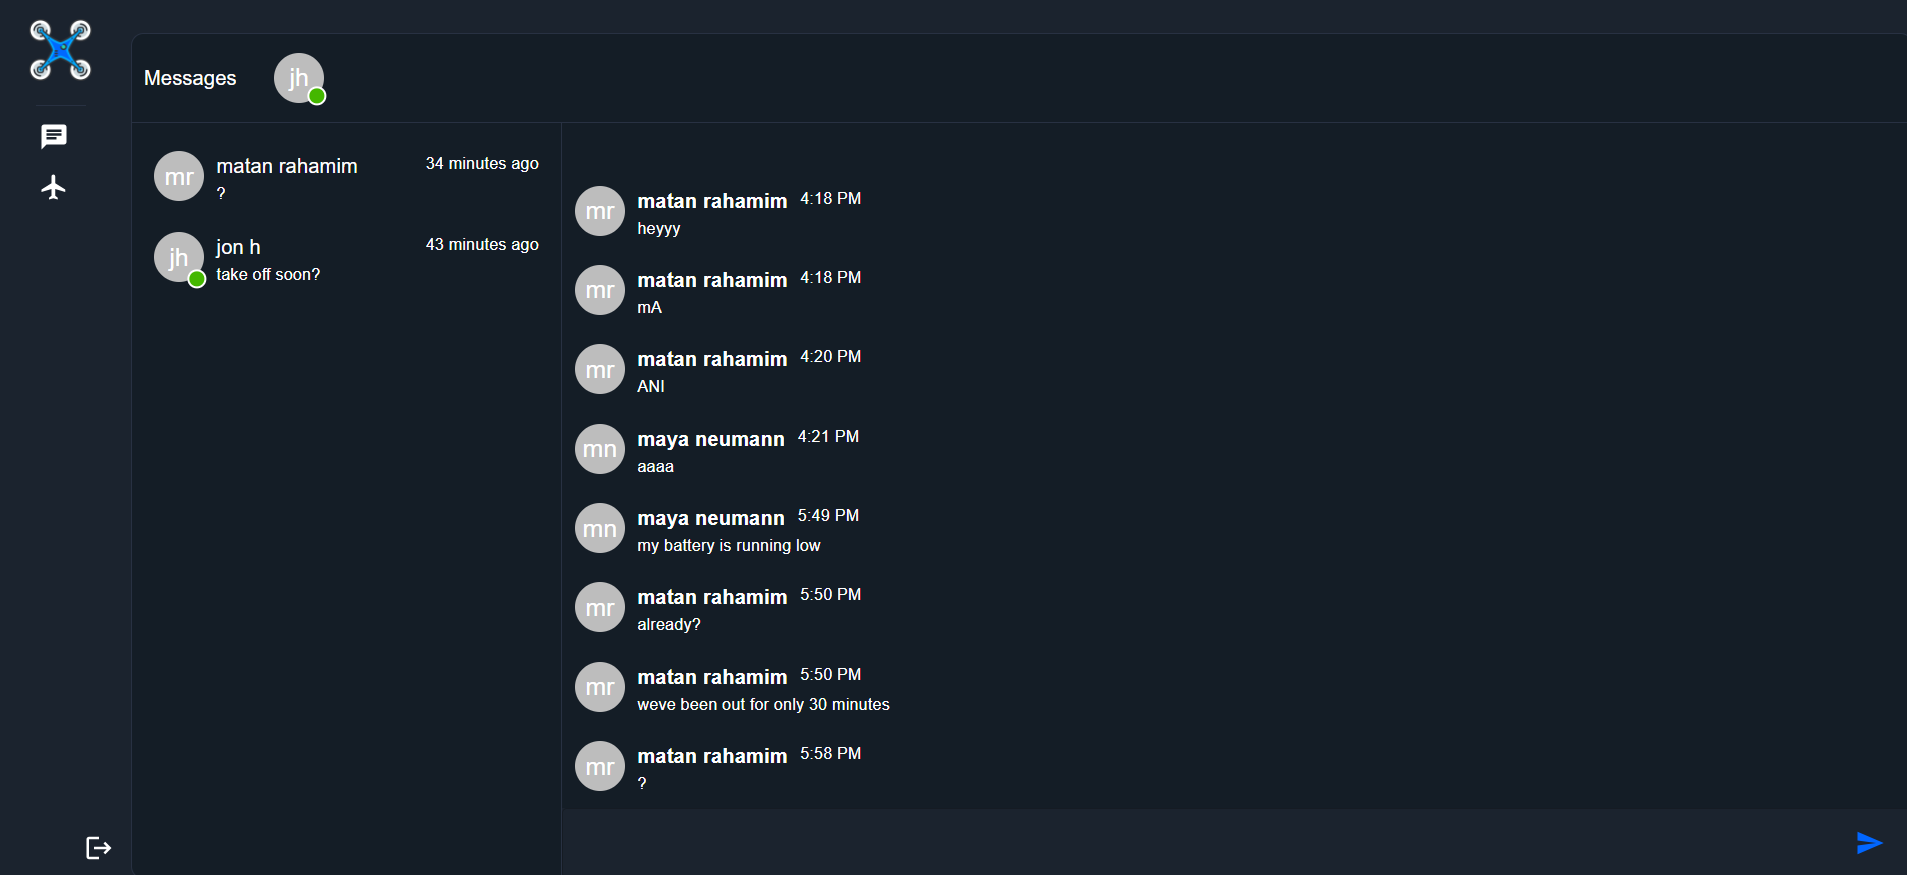 Messages
jh
mr
matan rahamim
34 minutes ago
?
jh
jon h
43 minutes ago
take off soon?
mr
matan rahamim 4:18 PM
heyyy
mr
matan rahamim 4:18 PM
mA
mr
matan rahamim 4:20 PM
ANI
mn
maya neumann 4:21 PM
aaaa
mn
maya neumann 5:49 PM
my battery is running low
mr
matan rahamim 5:50 PM
already?
mr
matan rahamim 5:50 PM
weve been out for only 30 minutes
mr
matan rahamim 5:58 PM
?